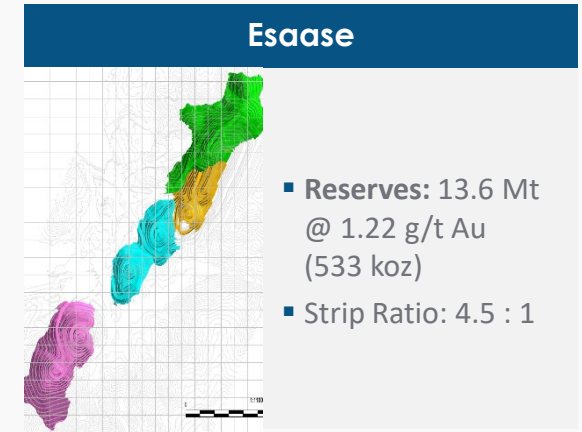 Esaase
▪ Reserves: 13.6 Mt
@ 1.22 g/t Au
(533 koz)
▪ Strip Ratio: 4.5 : 1